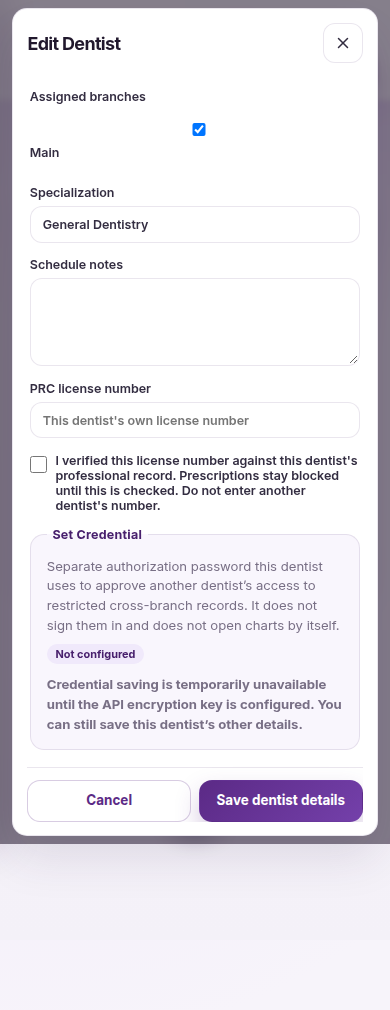 Edit Dentist
Assigned branches
Main
Specialization
General Dentistry
Schedule notes
PRC license number
This dentist's own license number
I verified this license number against this dentist's
professional record. Prescriptions stay blocked
until this is checked. Do not enter another
dentist's number.
Set Credential
Separate authorization password this dentist
uses to approve another dentist’s access to
restricted cross-branch records. It does not
sign them in and does not open charts by itself.
Not configured
Credential saving is temporarily unavailable
until the API encryption key is configured. You
can still save this dentist’s other details.
Cancel
Save dentist details